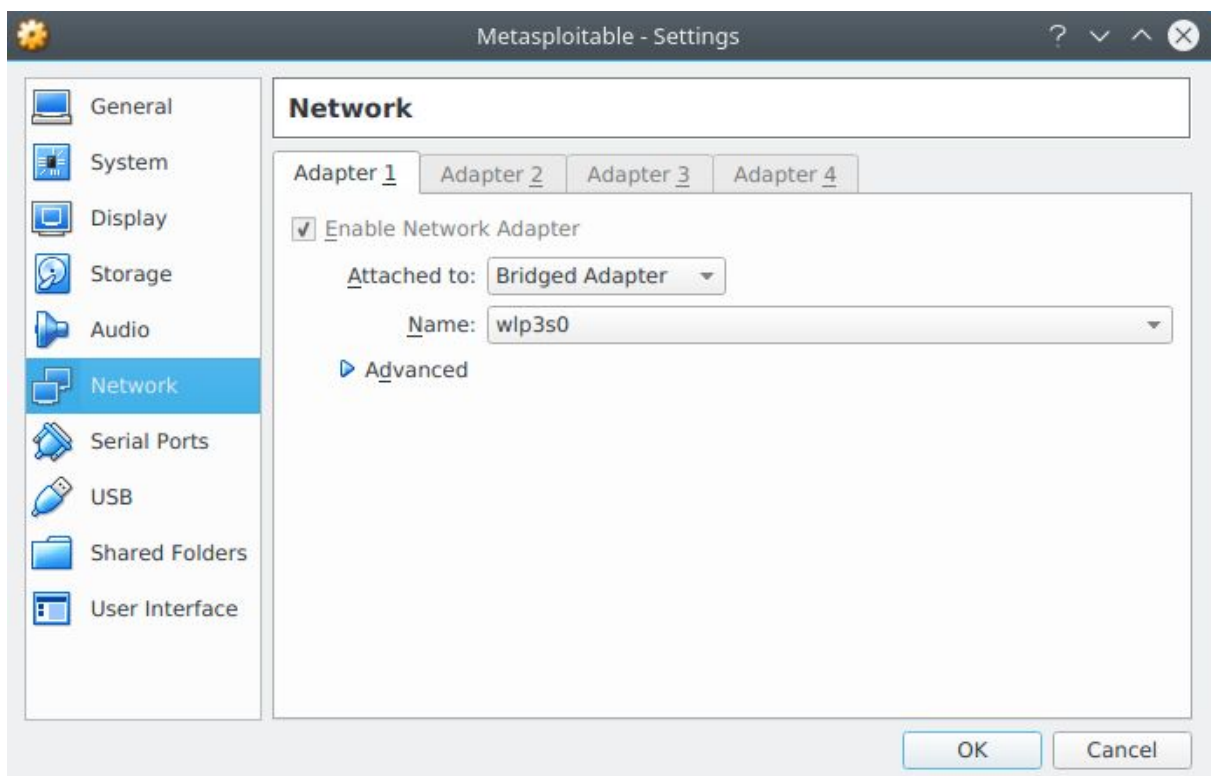 Metasploitable - Settings
General
System
Display
Storage
Audio
Network
Serial Ports
USB
Shared Folders
User Interface
Network
Adapter 1 Adapter 2 Adapter 3 Adapter 4
Enable Network Adapter
Attached to: Bridged Adapter
Name: wlp3s0
Advanced
OK Cancel